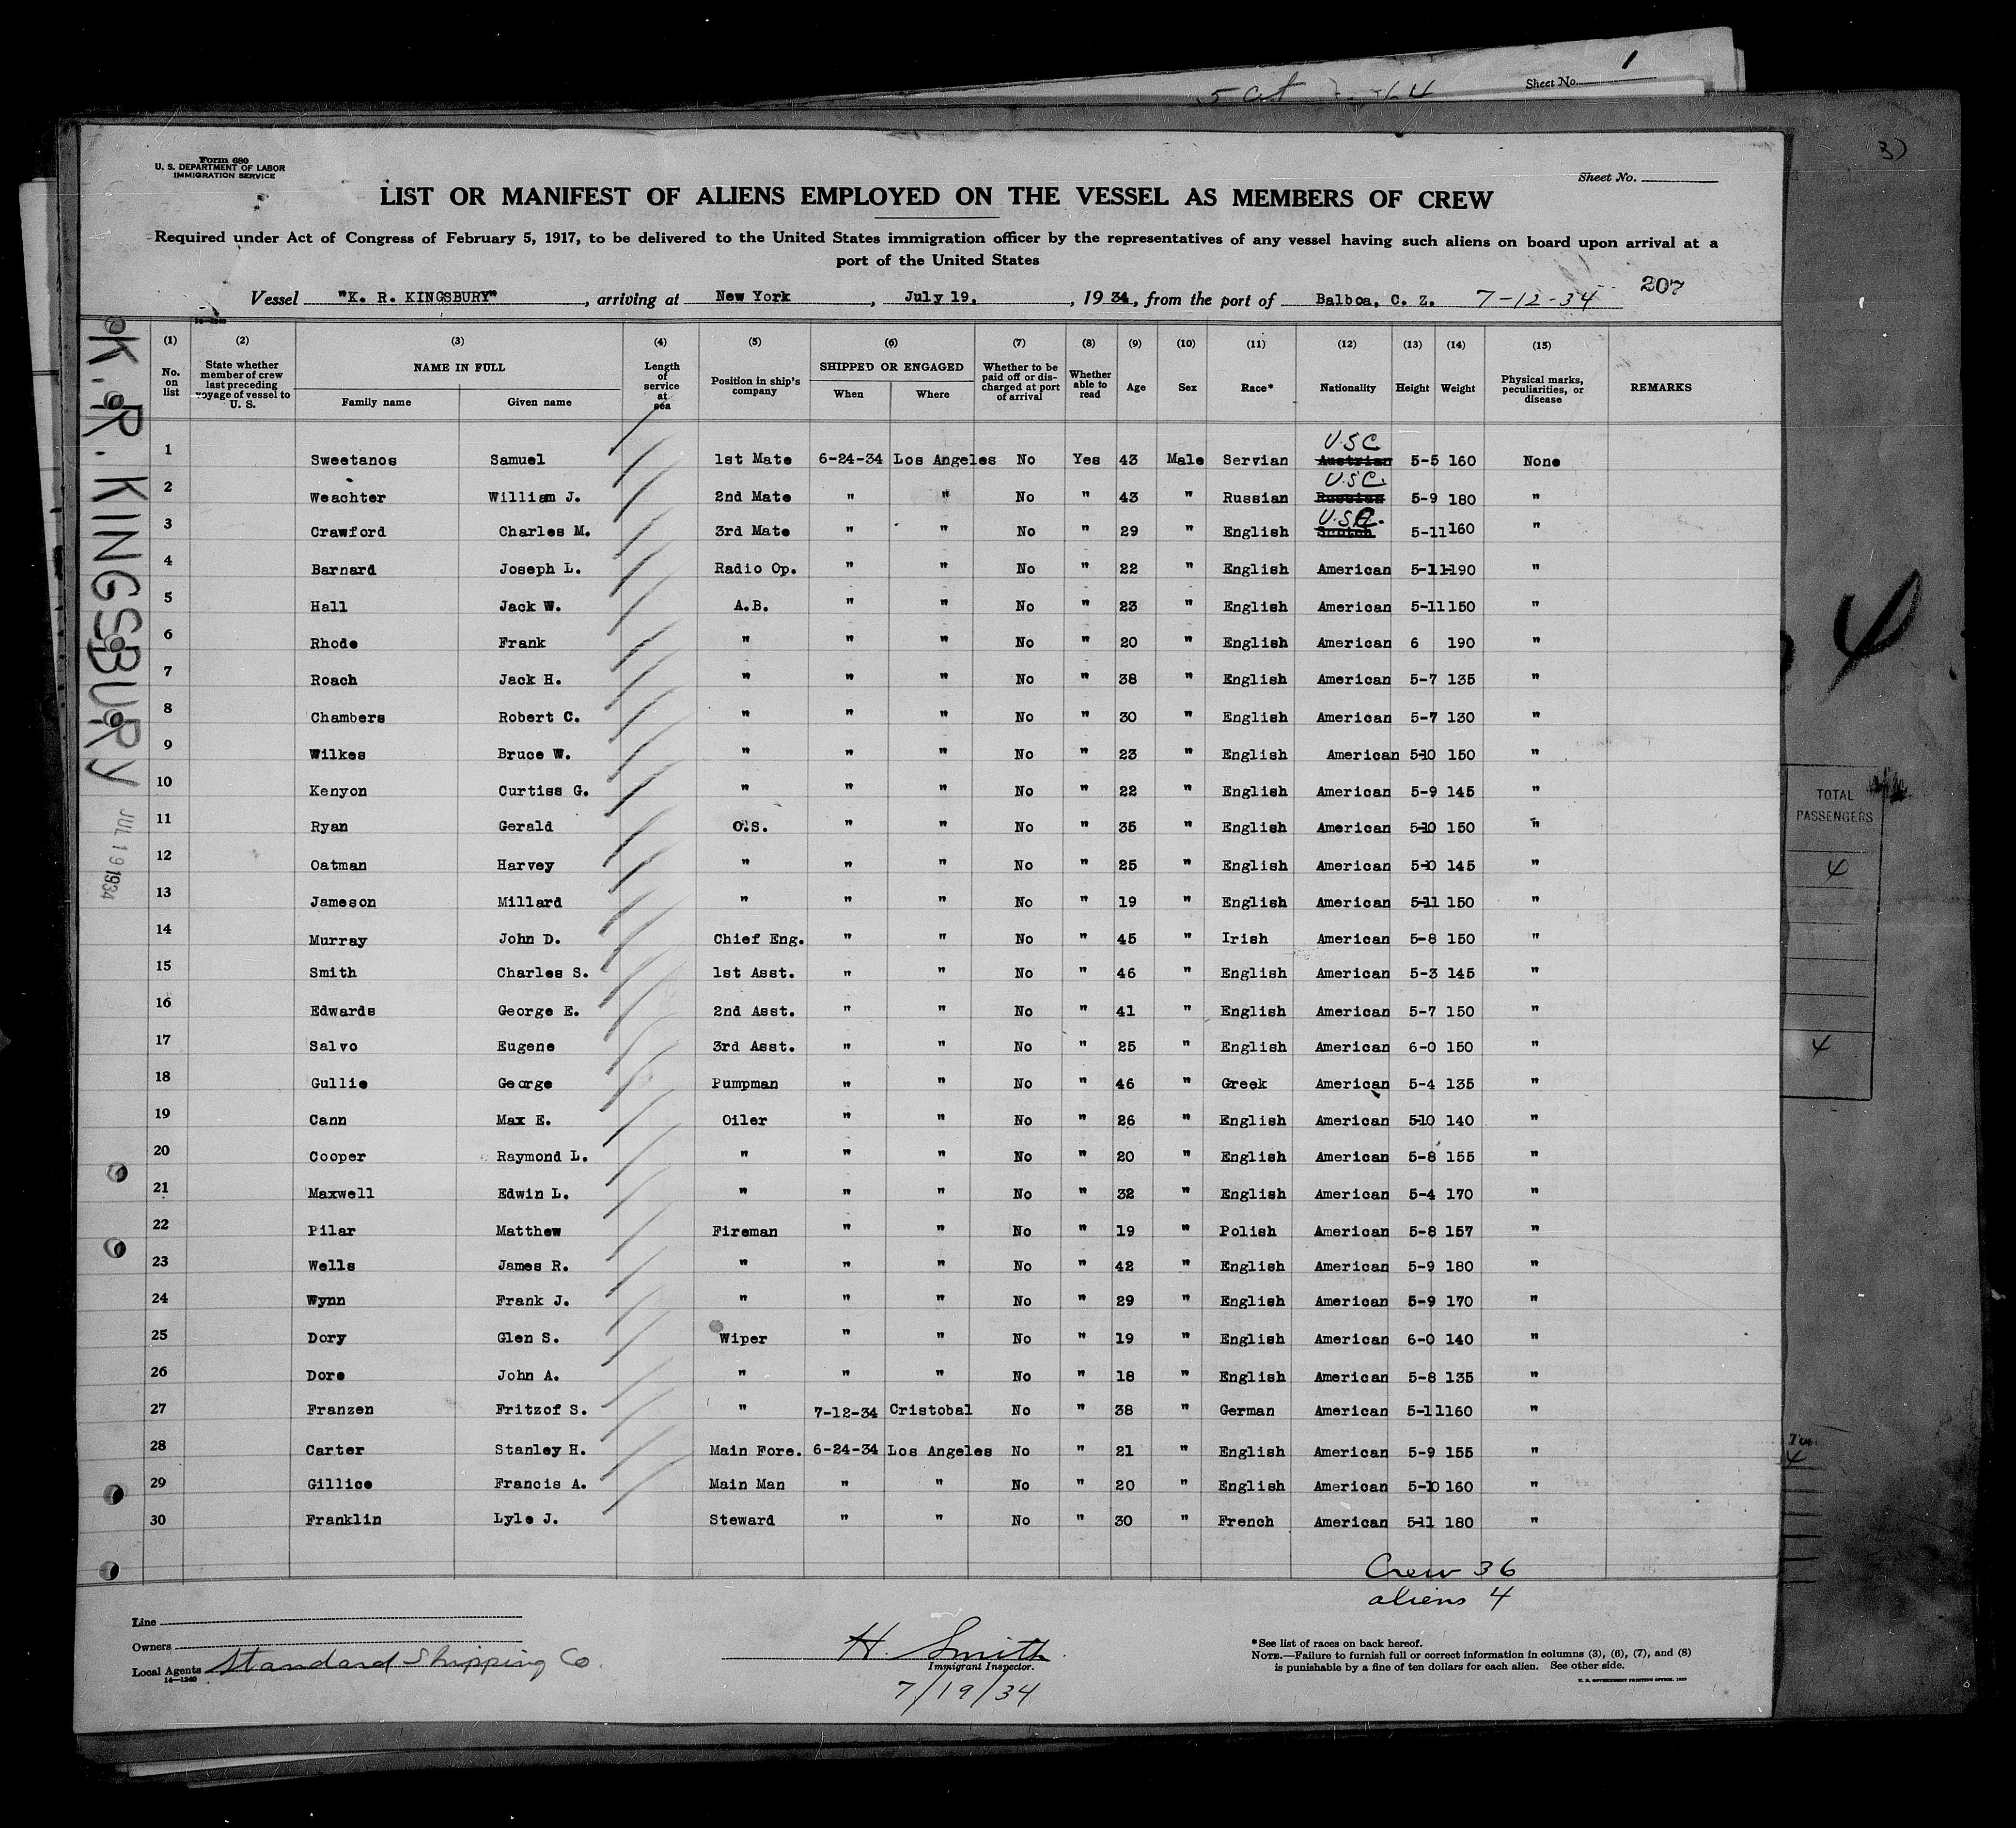 Sheet No. 1
Form 680
U. S. DEPARTMENT OF LABOR
IMMIGRATION SERVICE
Sheet No.
LIST OR MANIFEST OF ALIENS EMPLOYED ON THE VESSEL AS MEMBERS OF CREW
Required under Act of Congress of February 5, 1917, to be delivered to the United States immigration officer by the representatives of any vessel having such aliens on board upon arrival at a
port of the United States
207
Vessel "K. R. KINGSBURY", arriving at New York, July 19, 1934, from the port of Balboa, C. Z. 7-12-34
K. R. KINGSBURY
JUL 19 1934
(1) (2) (3) (4) (5) (6) (7) (8) (9) (10) (11) (12) (13) (14) (15)
No. on list State whether member of crew last preceding voyage of vessel to U. S. NAME IN FULL Family name Given name Length of service at sea Position in ship's company SHIPPED OR ENGAGED When Where Whether to be paid off or discharged at port of arrival Whether able to read Age Sex Race* Nationality Height Weight Physical marks, peculiarities, or disease REMARKS
1 Sweetanos Samuel 1st Mate 6-24-34 Los Angeles No Yes 43 Male Servian Austrian U.S.C 5-5 160 None
2 Weachter William J. 2nd Mate " " No " 43 " Russian Russian U.S.C. 5-9 180 "
3 Crawford Charles M. 3rd Mate " " No " 29 " English Scotch U.S.C. 5-11 160 "
4 Barnard Joseph L. Radio Op. " " No " 22 " English American 5-11 190 "
5 Hall Jack W. A.B. " " No " 23 " English American 5-11 150 "
6 Rhode Frank " " " No " 20 " English American 6 190 "
7 Roach Jack H. " " " No " 38 " English American 5-7 135 "
8 Chambers Robert C. " " " No " 30 " English American 5-7 130 "
9 Wilkes Bruce W. " " " No " 23 " English American 5-10 150 "
10 Kenyon Curtiss G. " " " No " 22 " English American 5-9 145 "
11 Ryan Gerald O.S. " " No " 35 " English American 5-10 150 "
12 Oatman Harvey " " " No " 25 " English American 5-10 145 "
13 Jameson Millard " " " No " 19 " English American 5-11 150 "
14 Murray John D. Chief Eng. " " No " 45 " Irish American 5-8 150 "
15 Smith Charles S. 1st Asst. " " No " 46 " English American 5-3 145 "
16 Edwards George E. 2nd Asst. " " No " 41 " English American 5-7 150 "
17 Salvo Eugene 3rd Asst. " " No " 25 " English American 6-0 150 "
18 Gullie George Pumpman " " No " 46 " Greek American 5-4 135 "
19 Cann Max E. Oiler " " No " 26 " English American 5-10 140 "
20 Cooper Raymond L. " " " No " 20 " English American 5-8 155 "
21 Maxwell Edwin L. " " " No " 32 " English American 5-4 170 "
22 Pilar Matthew Fireman " " No " 19 " Polish American 5-8 157 "
23 Wells James R. " " " No " 42 " English American 5-9 180 "
24 Wynn Frank J. " " " No " 29 " English American 5-9 170 "
25 Dory Glen S. Wiper " " No " 19 " English American 6-0 140 "
26 Dore John A. " " " No " 18 " English American 5-8 135 "
27 Franzen Fritzof S. " 7-12-34 Cristobal No " 38 " German American 5-11 160 "
28 Carter Stanley H. Main Fore. 6-24-34 Los Angeles No " 21 " English American 5-9 155 "
29 Gillice Francis A. Main Man " " No " 20 " English American 5-10 160 "
30 Franklin Lyle J. Steward " " No " 30 " French American 5-11 180 "
Crew 36
aliens 4
Line
Owners
Local Agents Standard Shipping Co.
14—1240
H. Smith
Immigrant Inspector.
7/19/34
*See list of races on back hereof.
NOTE.—Failure to furnish full or correct information in columns (3), (6), (7), and (8)
is punishable by a fine of ten dollars for each alien. See other side.
U. S. GOVERNMENT PRINTING OFFICE
3)
4
TOTAL
PASSENGERS
4
4
4